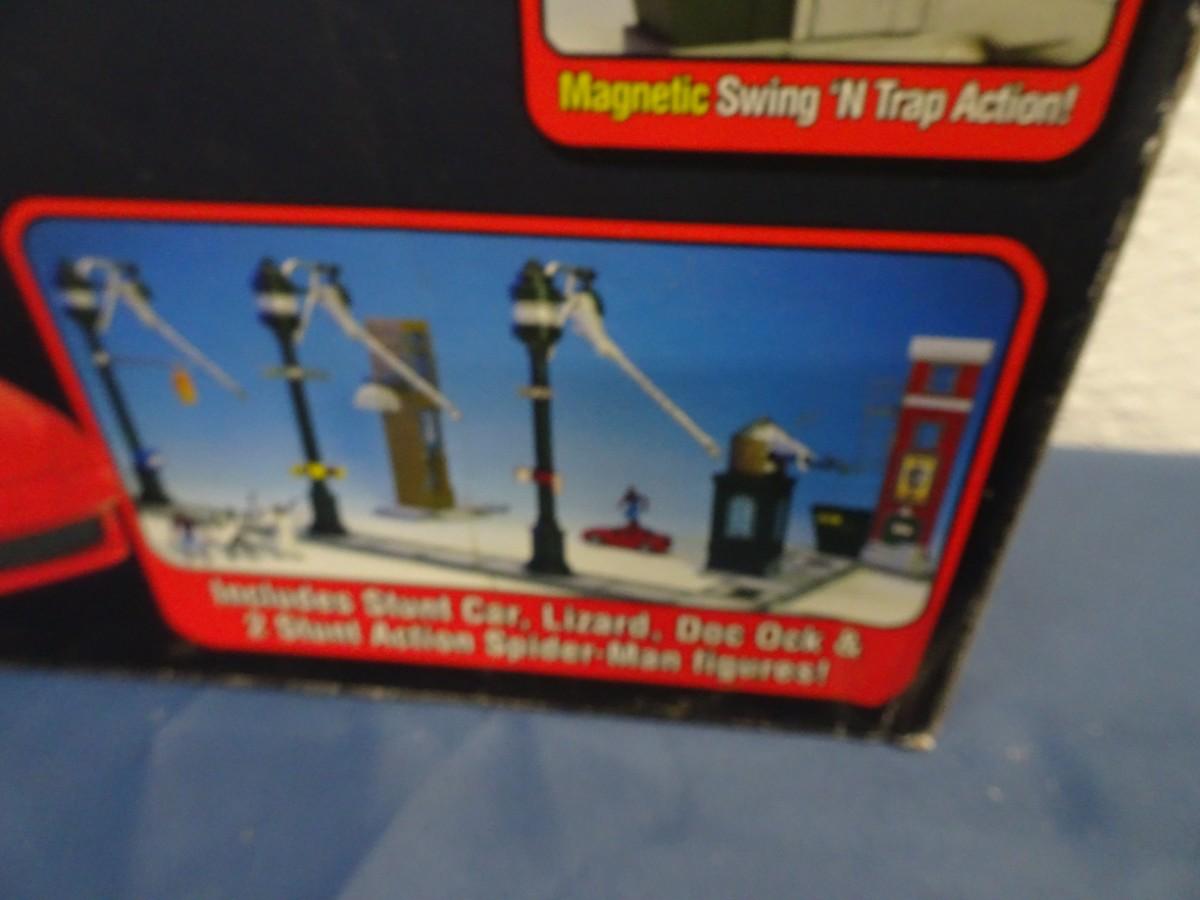 Magnetic Swing 'N Trap Action!
Includes Stunt Car, Lizard, Doc Ock &
2 Stunt Action Spider-Man figures!